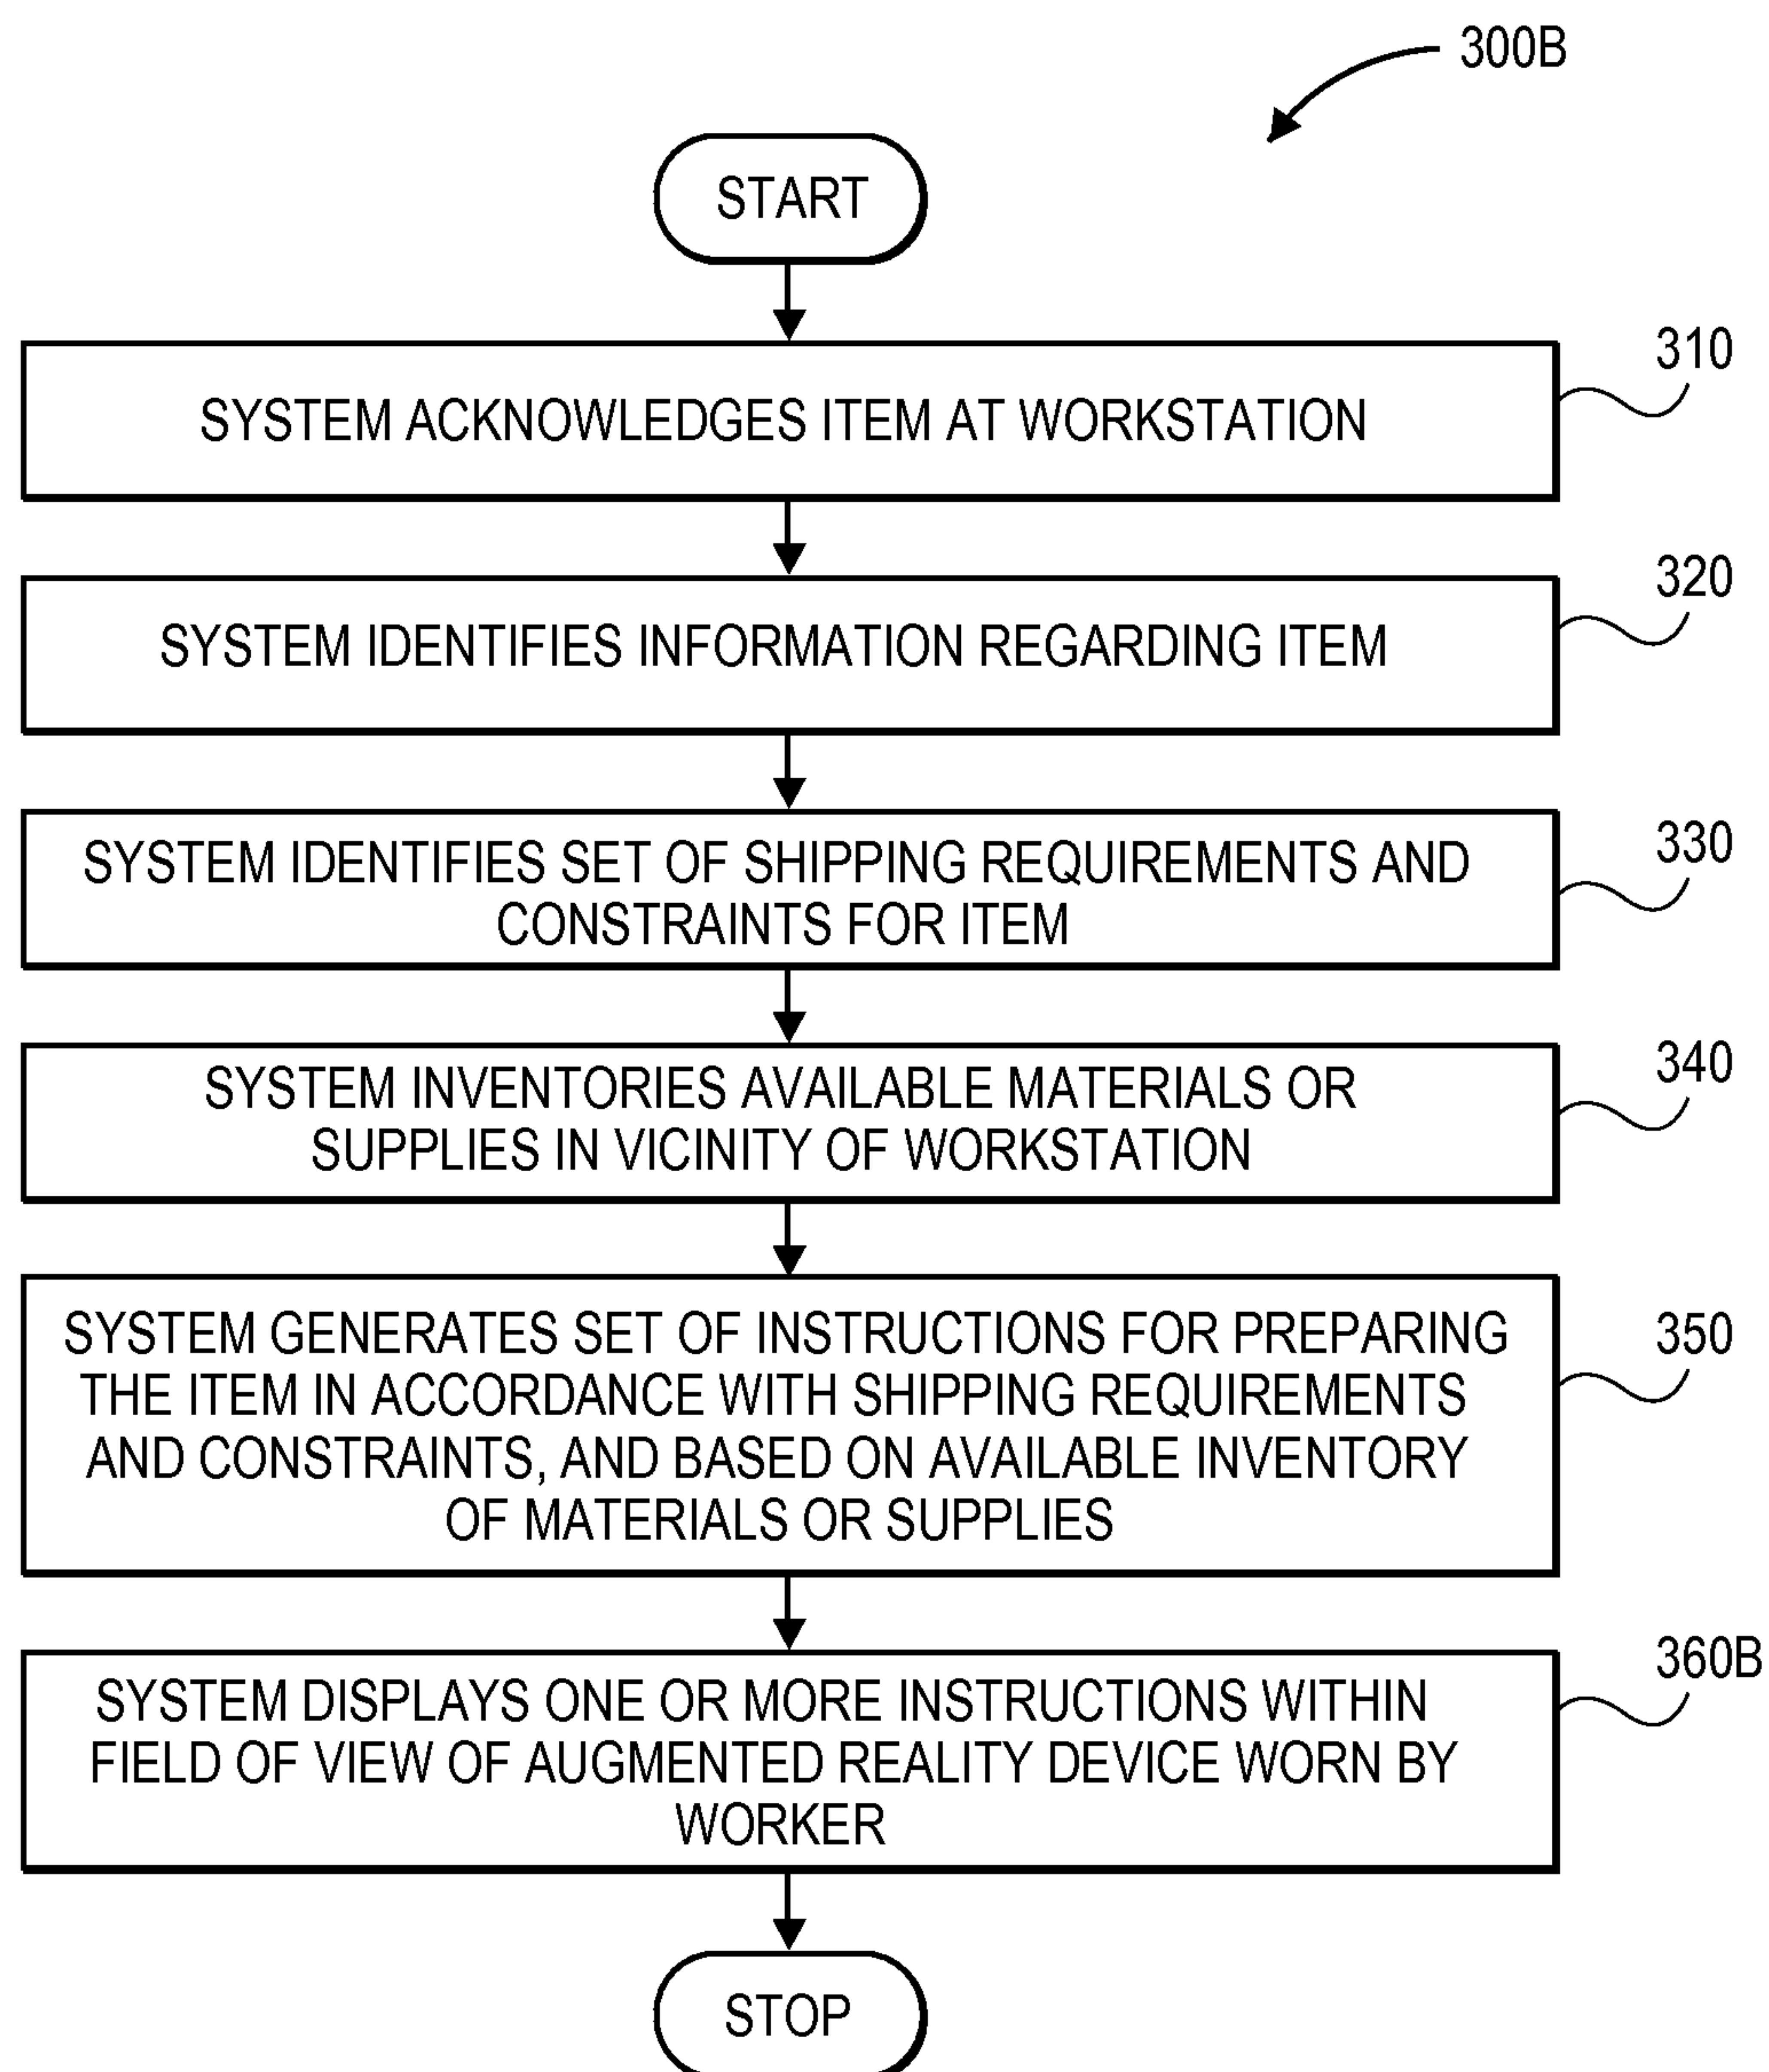 300B
START
310
SYSTEM ACKNOWLEDGES ITEM AT WORKSTATION
320
SYSTEM IDENTIFIES INFORMATION REGARDING ITEM
330
SYSTEM IDENTIFIES SET OF SHIPPING REQUIREMENTS AND
CONSTRAINTS FOR ITEM
340
SYSTEM INVENTORIES AVAILABLE MATERIALS OR
SUPPLIES IN VICINITY OF WORKSTATION
350
SYSTEM GENERATES SET OF INSTRUCTIONS FOR PREPARING
THE ITEM IN ACCORDANCE WITH SHIPPING REQUIREMENTS
AND CONSTRAINTS, AND BASED ON AVAILABLE INVENTORY
OF MATERIALS OR SUPPLIES
360B
SYSTEM DISPLAYS ONE OR MORE INSTRUCTIONS WITHIN
FIELD OF VIEW OF AUGMENTED REALITY DEVICE WORN BY
WORKER
STOP